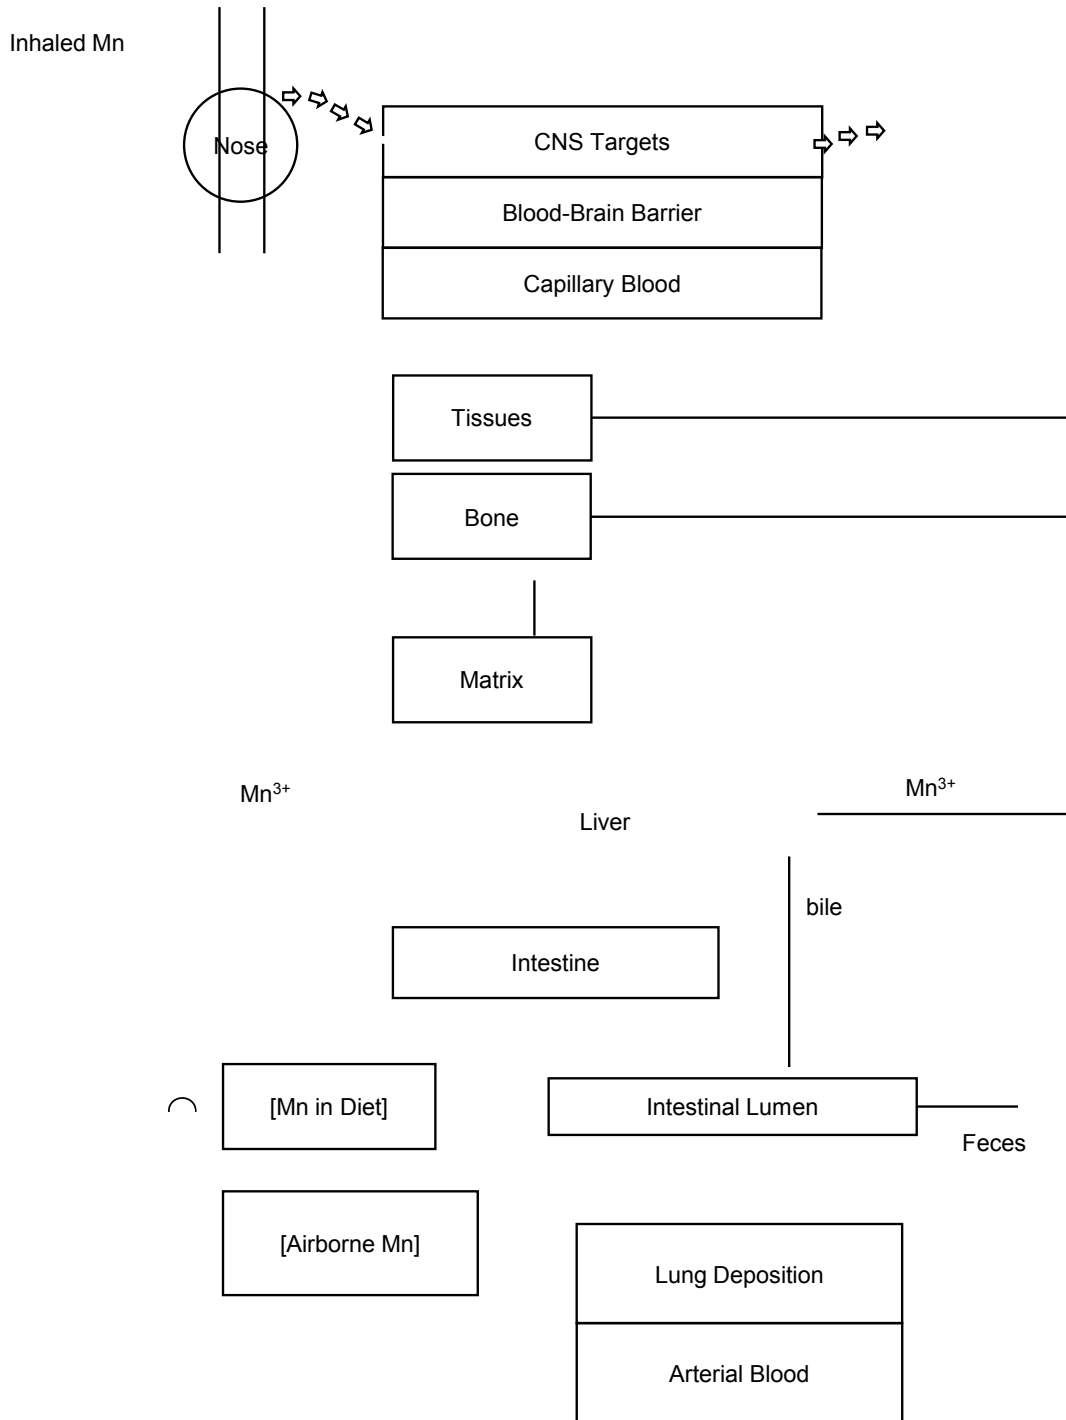 Inhaled Mn
Nose
CNS Targets
Blood-Brain Barrier
Capillary Blood
Tissues
Bone
Matrix
Mn³⁺
Mn³⁺
Liver
bile
Intestine
[Mn in Diet]
Intestinal Lumen
Feces
[Airborne Mn]
Lung Deposition
Arterial Blood